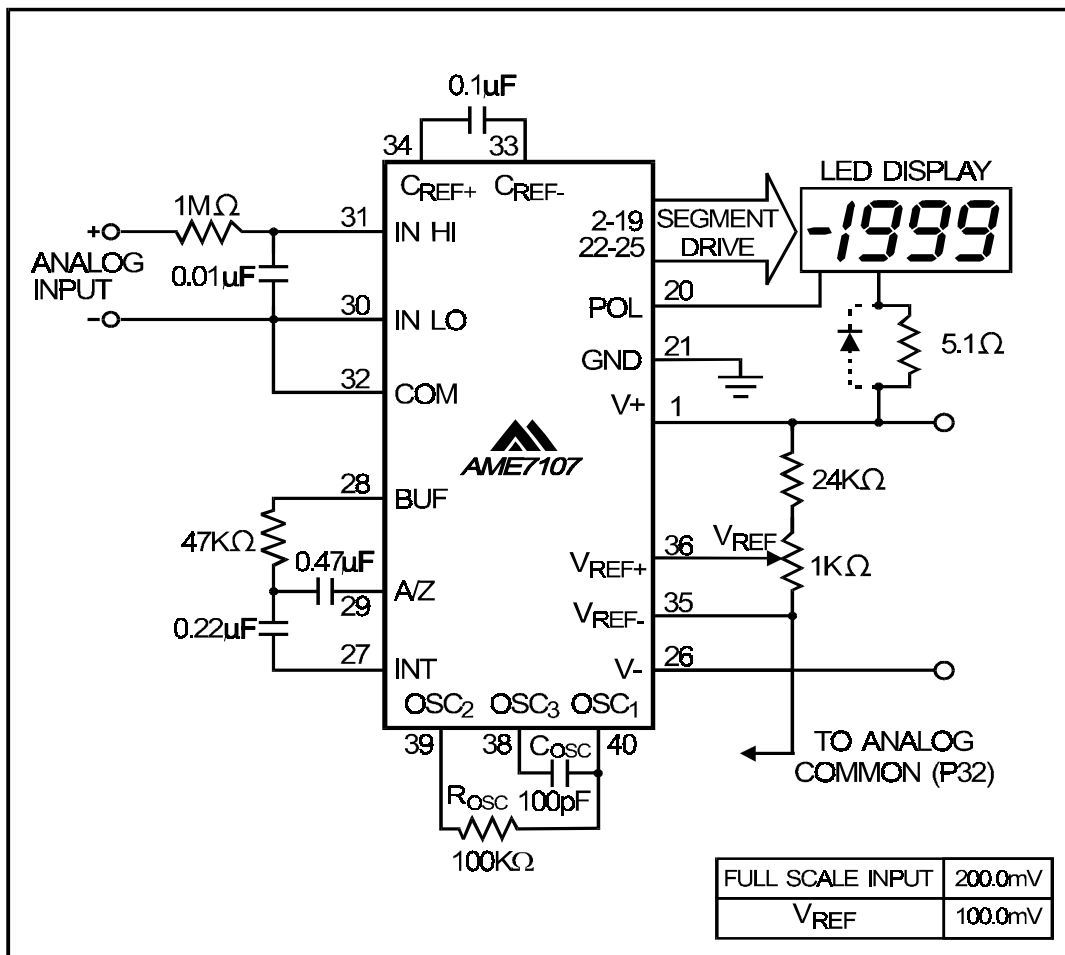 0.1µF
34
33
CREF+
CREF-
LED DISPLAY
-1999
1MΩ
31
IN HI
2-19
22-25
SEGMENT
DRIVE
+
ANALOG
INPUT
-
0.01µF
30
IN LO
POL
20
5.1Ω
32
COM
GND
21
V+
1
AME7107
28
BUF
24KΩ
47KΩ
0.47µF
29
A/Z
VREF+
36
VREF
1KΩ
VREF-
35
0.22µF
27
INT
V-
26
OSC2
OSC3
OSC1
39
38
COSC
40
100pF
TO ANALOG
COMMON (P32)
ROSC
100KΩ
FULL SCALE INPUT 200.0mV
VREF 100.0mV